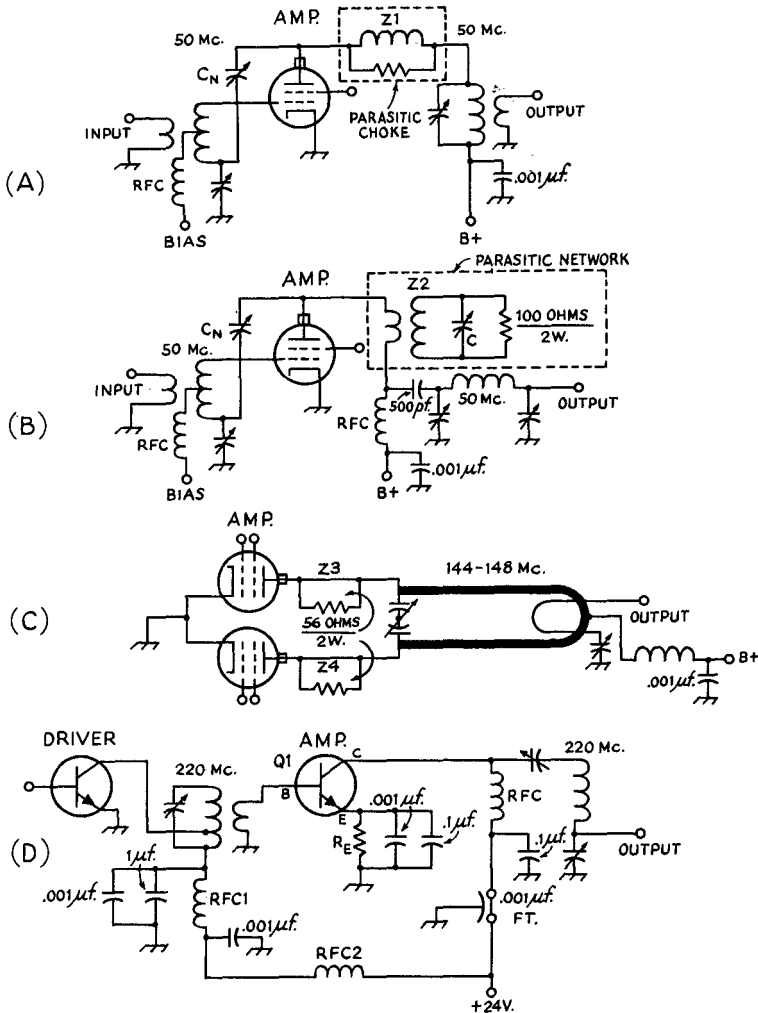 (A)
AMP.
Z1
50 Mc.
50 Mc.
CN
PARASITIC
CHOKE
INPUT
OUTPUT
RFC
.001µf.
BIAS
B+
(B)
PARASITIC NETWORK
AMP.
Z2
CN
C
100 OHMS
2W.
50 Mc.
INPUT
500pf.
50 Mc.
OUTPUT
RFC
RFC
.001µf.
BIAS
B+
(C)
AMP.
Z3
144-148 Mc.
56 OHMS
2W.
OUTPUT
Z4
B+
.001µf.
(D)
DRIVER
AMP.
Q1
C
220 Mc.
220 Mc.
B
RFC
E
.001µf.
.1µf.
RE
.1µf.
OUTPUT
1µf.
.001µf.
RFC1
.001µf.
FT.
.001µf.
RFC2
+24V.